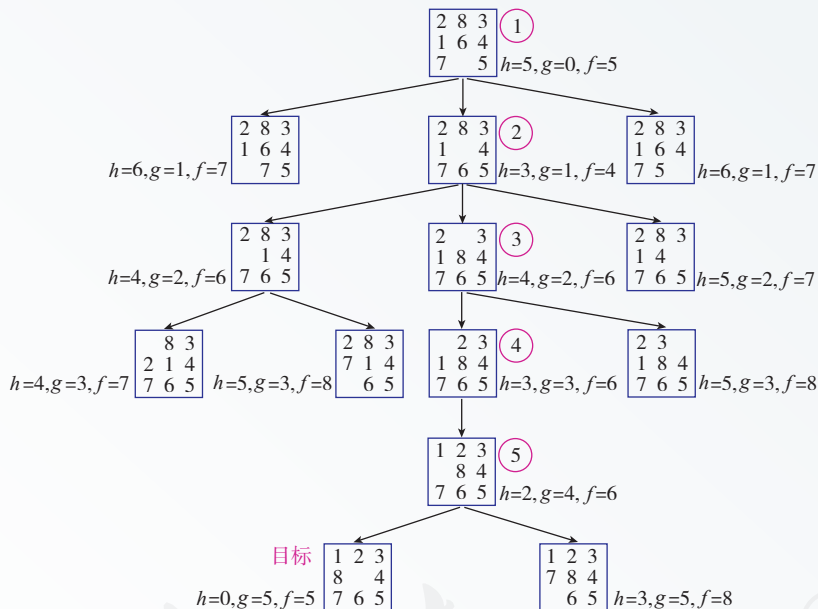 2 8 3
1 6 4
7 5
①
h=5,g=0,f=5
2 8 3
1 6 4
7 5
h=6,g=1,f=7
2 8 3
1 4
7 6 5
②
h=3,g=1,f=4
2 8 3
1 6 4
7 5
h=6,g=1,f=7
2 8 3
1 4
7 6 5
h=4,g=2,f=6
2 3
1 8 4
7 6 5
③
h=4,g=2,f=6
2 8 3
1 4
7 6 5
h=5,g=2,f=7
8 3
2 1 4
7 6 5
h=4,g=3,f=7
2 8 3
7 1 4
6 5
h=5,g=3,f=8
2 3
1 8 4
7 6 5
④
h=3,g=3,f=6
2 3
1 8 4
7 6 5
h=5,g=3,f=8
1 2 3
8 4
7 6 5
⑤
h=2,g=4,f=6
目标
1 2 3
8 4
7 6 5
h=0,g=5,f=5
1 2 3
7 8 4
6 5
h=3,g=5,f=8